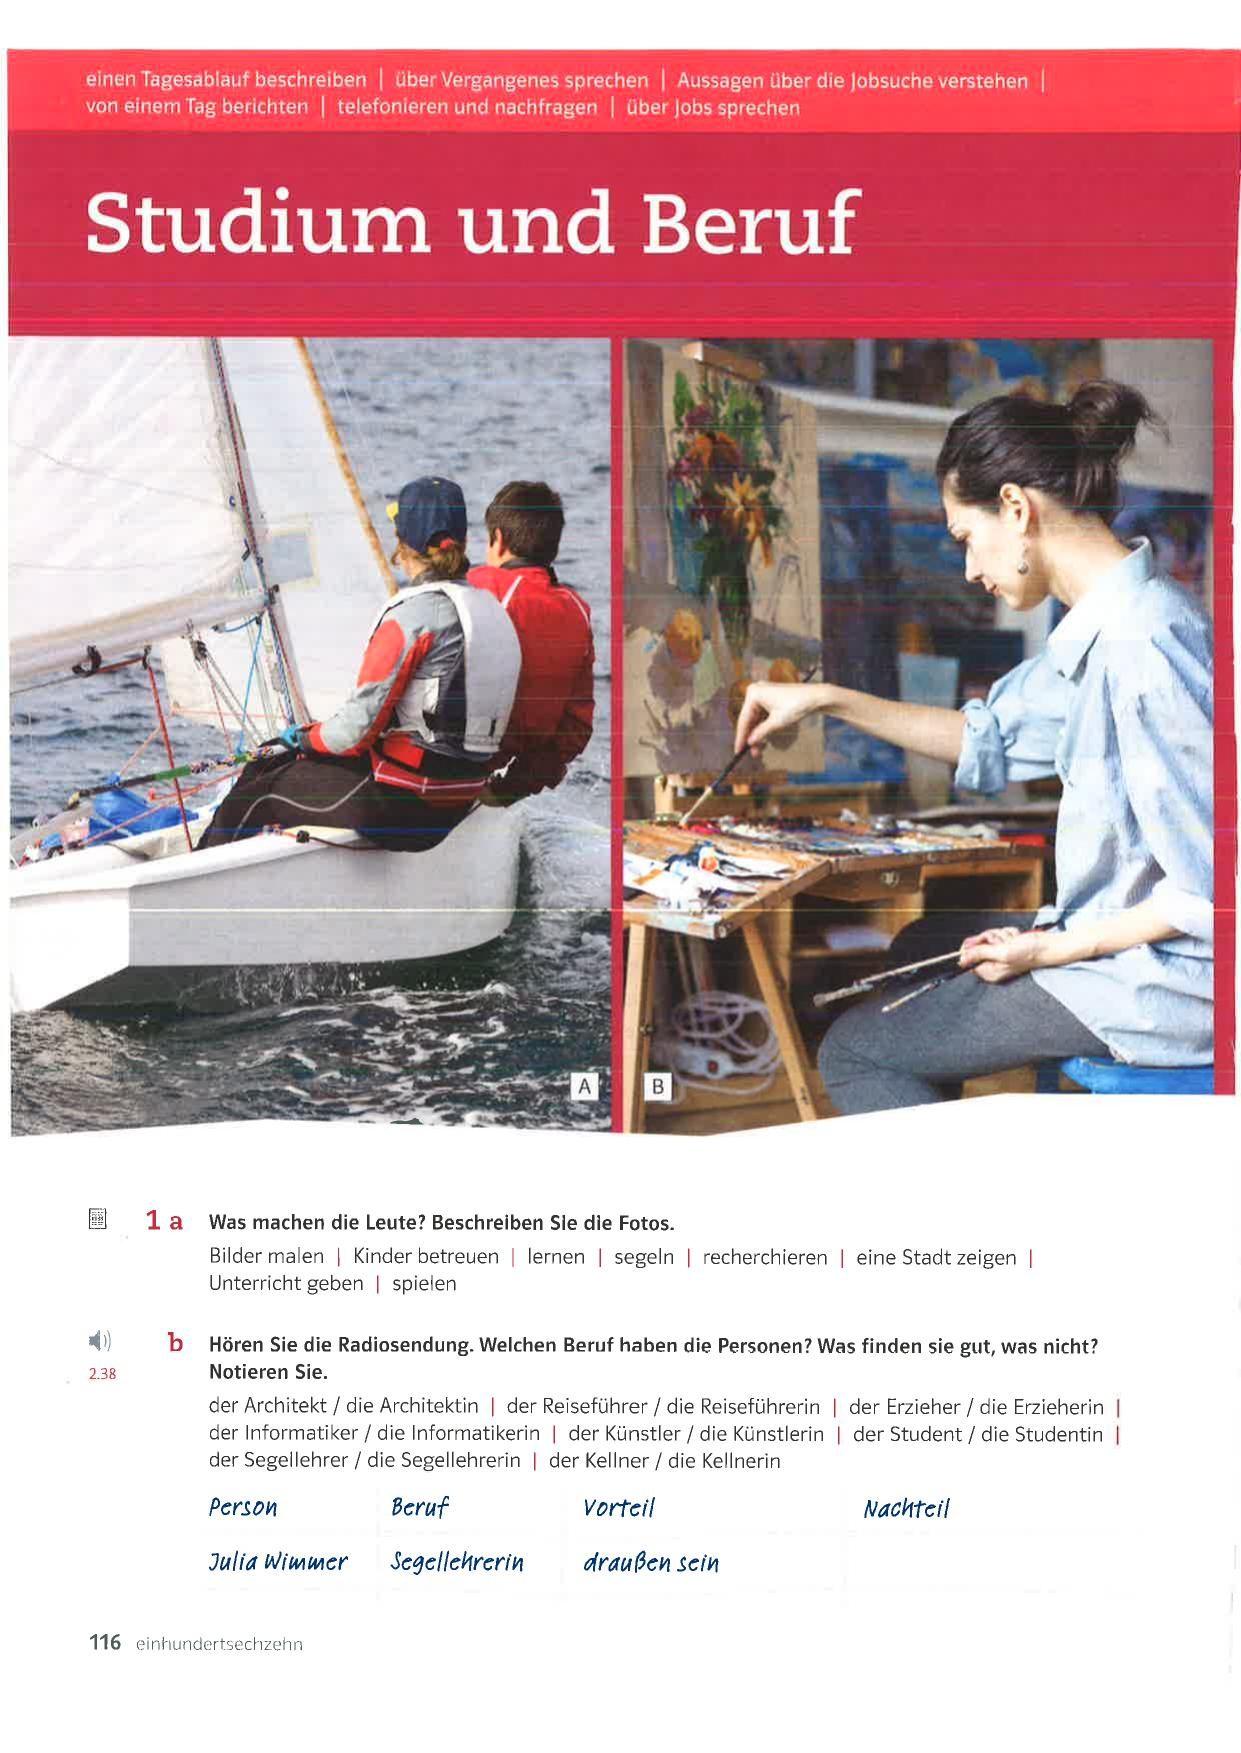 einen Tagesablauf beschreiben | über Vergangenes sprechen | Aussagen über die Jobsuche verstehen |
von einem Tag berichten | telefonieren und nachfragen | über Jobs sprechen
Studium und Beruf
A
B
1 a Was machen die Leute? Beschreiben Sie die Fotos.
Bilder malen | Kinder betreuen | lernen | segeln | recherchieren | eine Stadt zeigen |
Unterricht geben | spielen
b Hören Sie die Radiosendung. Welchen Beruf haben die Personen? Was finden sie gut, was nicht?
2.38 Notieren Sie.
der Architekt / die Architektin | der Reiseführer / die Reiseführerin | der Erzieher / die Erzieherin |
der Informatiker / die Informatikerin | der Künstler / die Künstlerin | der Student / die Studentin |
der Segellehrer / die Segellehrerin | der Kellner / die Kellnerin
Person Beruf Vorteil Nachteil
Julia Wimmer Segellehrerin draußen sein
116 einhundertsechzehn